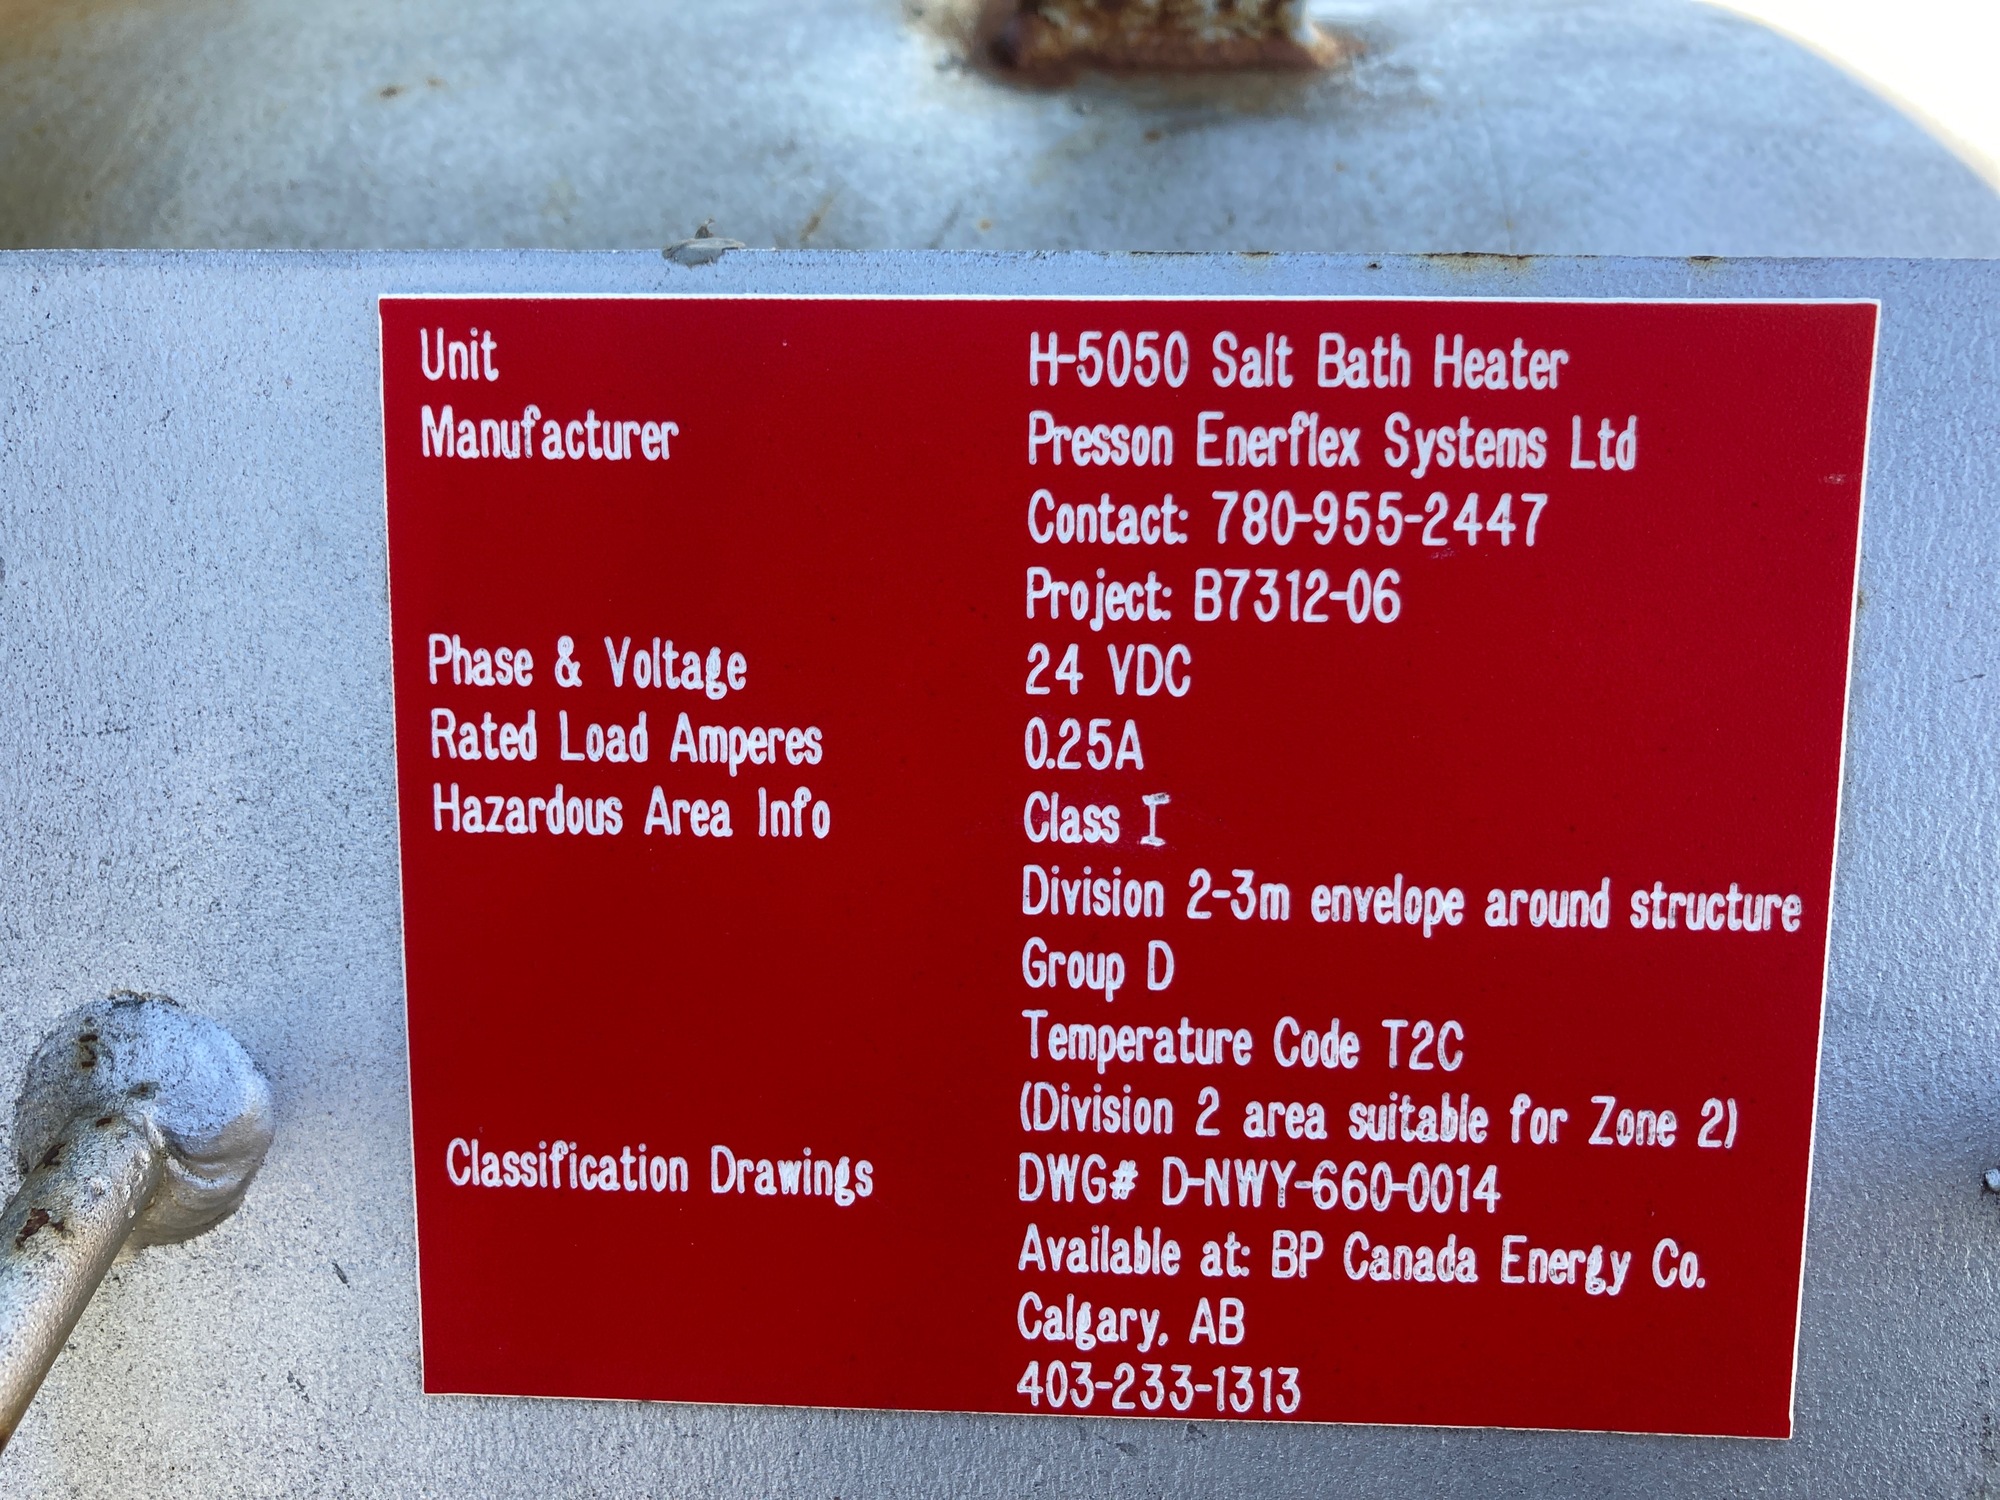 Unit H-5050 Salt Bath Heater
Manufacturer Presson Enerflex Systems Ltd
Contact: 780-955-2447
Project: B7312-06
Phase & Voltage 24 VDC
Rated Load Amperes 0.25A
Hazardous Area Info Class I
Division 2-3m envelope around structure
Group D
Temperature Code T2C
(Division 2 area suitable for Zone 2)
Classification Drawings DWG# D-NWY-660-0014
Available at: BP Canada Energy Co.
Calgary, AB
403-233-1313